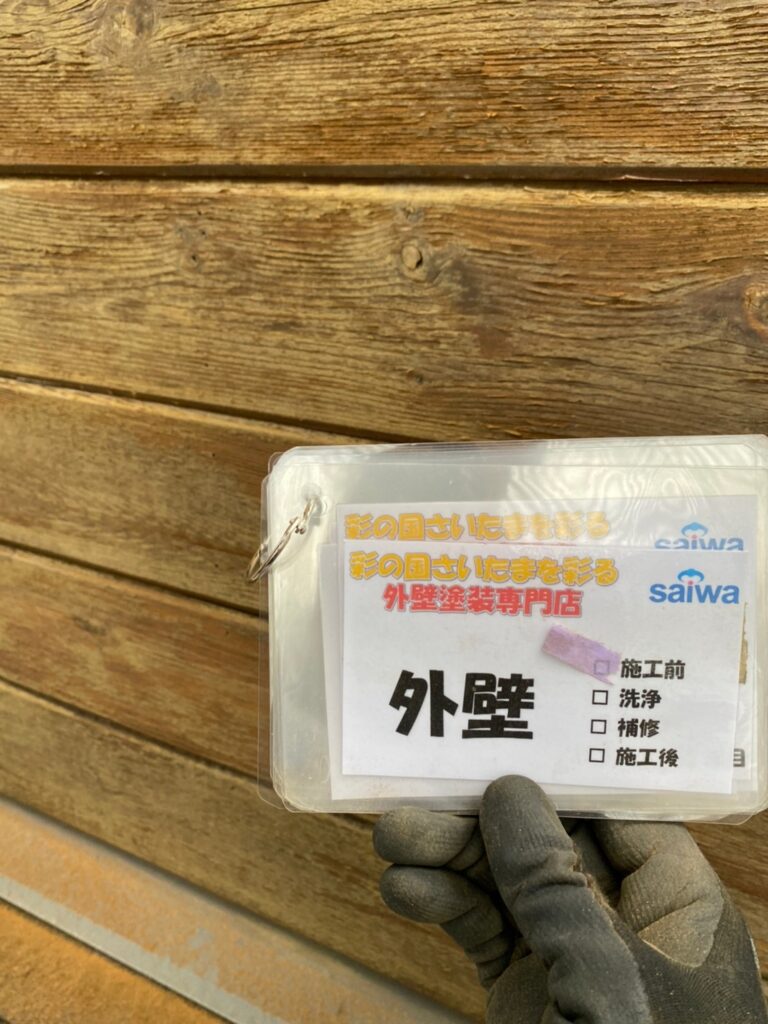 彩の国さいたまを彩る
saiwa
彩の国さいたまを彩る
外壁塗装専門店
saiwa
外壁
□ 施工前
□ 洗浄
□ 補修
□ 施工後